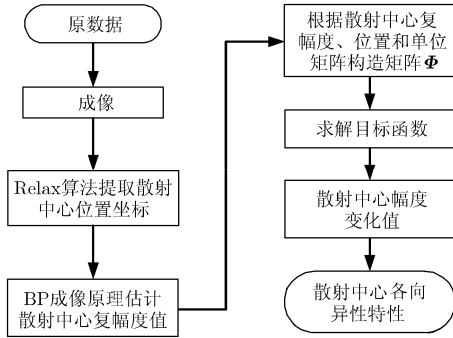 原数据
成像
Relax算法提取散射
中心位置坐标
BP成像原理估计
散射中心复幅度值
根据散射中心复
幅度、位置和单位
矩阵构造矩阵Φ
求解目标函数
散射中心幅度
变化值
散射中心各向
异性特性